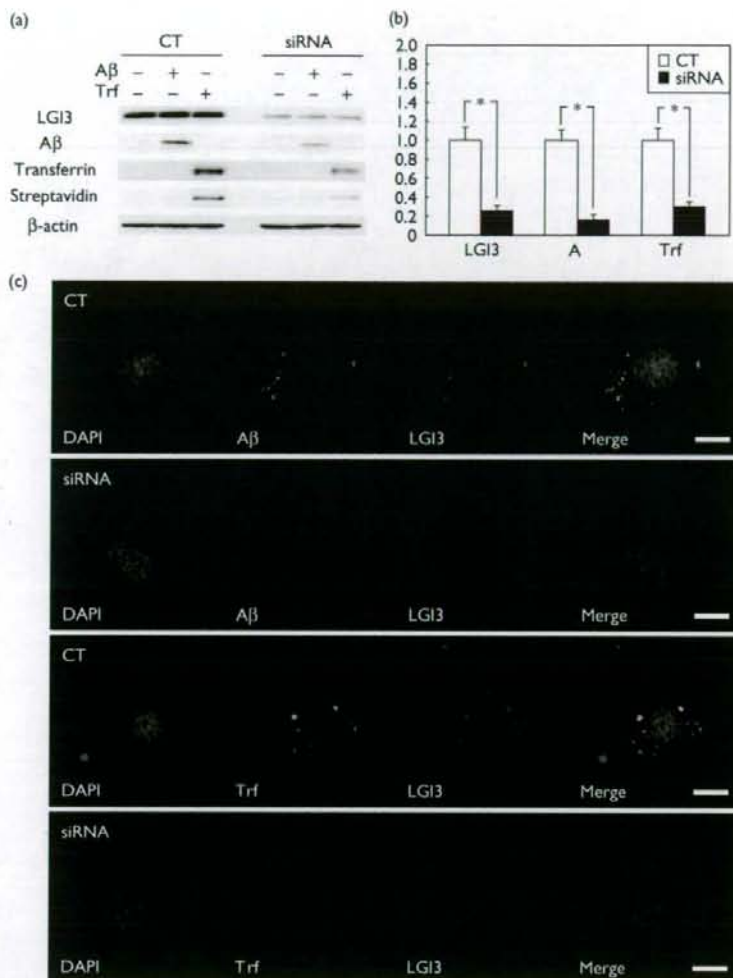 (a)
CT siRNA
Aβ − + − − + −
Trf − − + − − +
LGI3
Aβ
Transferrin
Streptavidin
β-actin
(b)
2.0
1.8
1.6
1.4
1.2
1.0
0.8
0.6
0.4
0.2
0
CT
siRNA
* * *
LGI3 A Trf
(c)
CT
DAPI Aβ LGI3 Merge
siRNA
DAPI Aβ LGI3 Merge
CT
DAPI Trf LGI3 Merge
siRNA
DAPI Trf LGI3 Merge